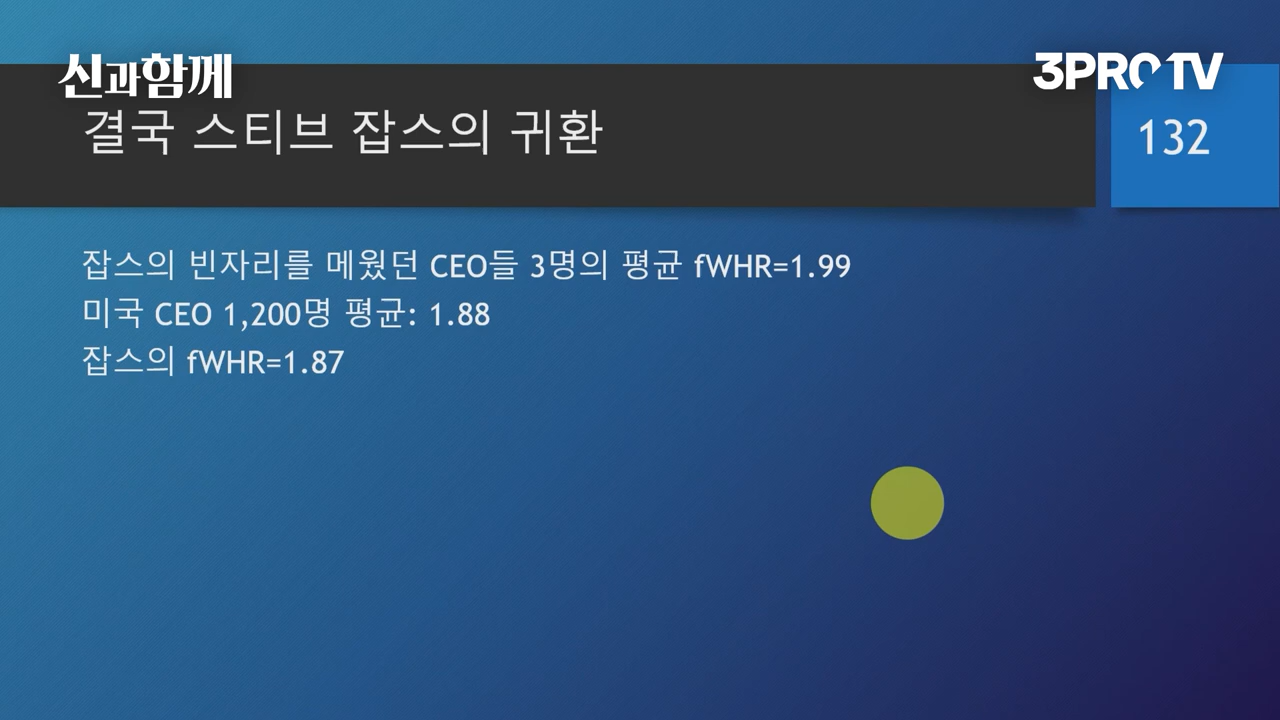 신과함께
3PROTV
결국 스티브 잡스의 귀환
132
잡스의 빈자리를 메웠던 CEO들 3명의 평균 fWHR=1.99
미국 CEO 1,200명 평균: 1.88
잡스의 fWHR=1.87